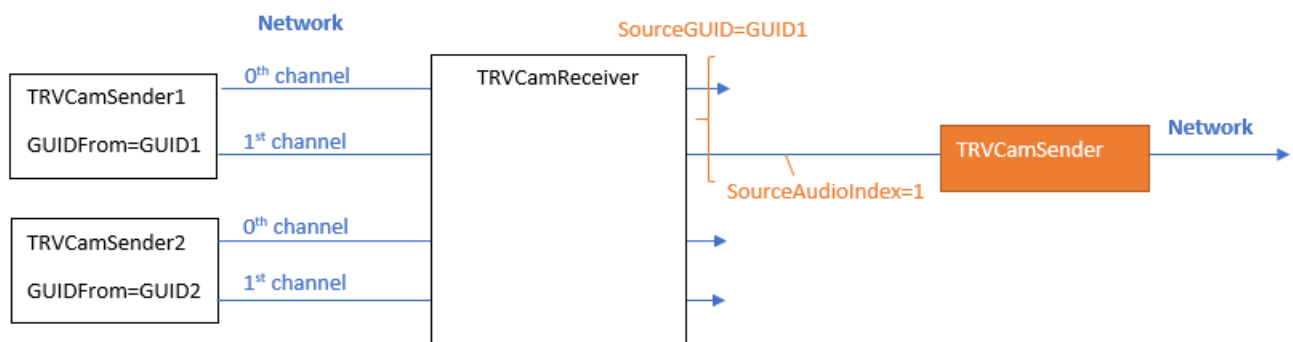 Network
SourceGUID=GUID1
0th channel
TRVCamReceiver
TRVCamSender1
GUIDFrom=GUID1
1st channel
Network
TRVCamSender
SourceAudioIndex=1
0th channel
TRVCamSender2
GUIDFrom=GUID2
1st channel